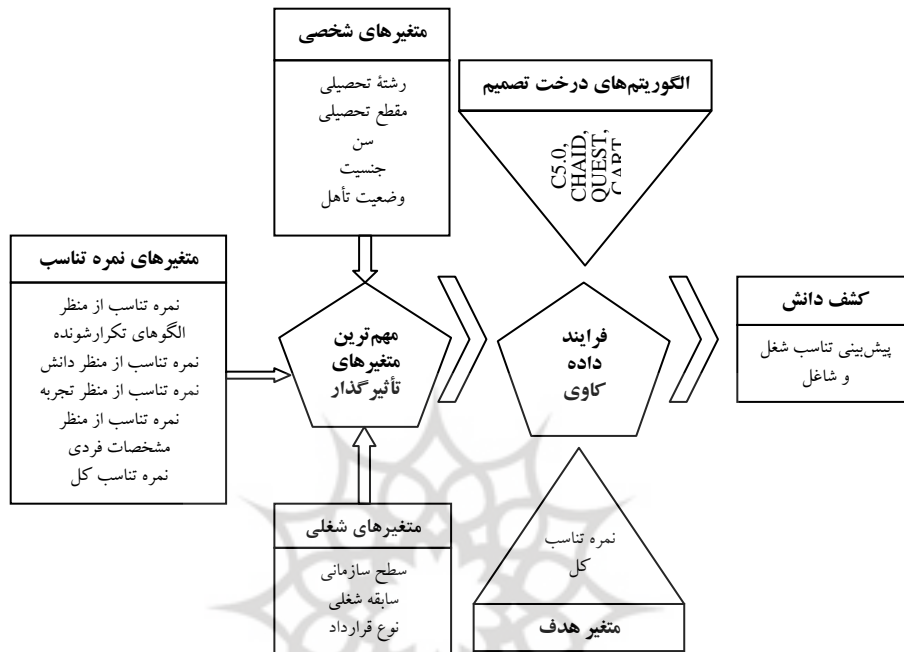 متغیرهای شخصی
رشتهٔ تحصیلی
مقطع تحصیلی
سن
جنسیت
وضعیت تأهل
الگوریتم‌های درخت تصمیم
C5.0,
CHAID,
QUEST,
CART
متغیرهای نمره تناسب
نمره تناسب از منظر
الگوهای تکرارشونده
نمره تناسب از منظر دانش
نمره تناسب از منظر تجربه
نمره تناسب از منظر
مشخصات فردی
نمره تناسب کل
مهم‌ترین
متغیرهای
تأثیرگذار
فرایند
داده
کاوی
کشف دانش
پیش‌بینی تناسب شغل
و شاغل
متغیرهای شغلی
سطح سازمانی
سابقه شغلی
نوع قرارداد
نمره تناسب
کل
متغیر هدف